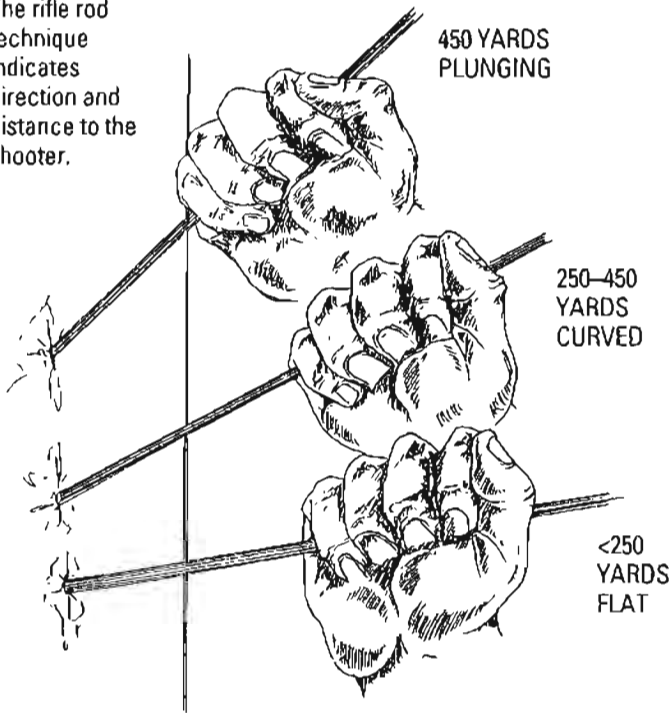 he rifle rod
echnique
ndicates
irection and
istance to the
hooter.
450 YARDS
PLUNGING
250–450
YARDS
CURVED
<250
YARDS
FLAT